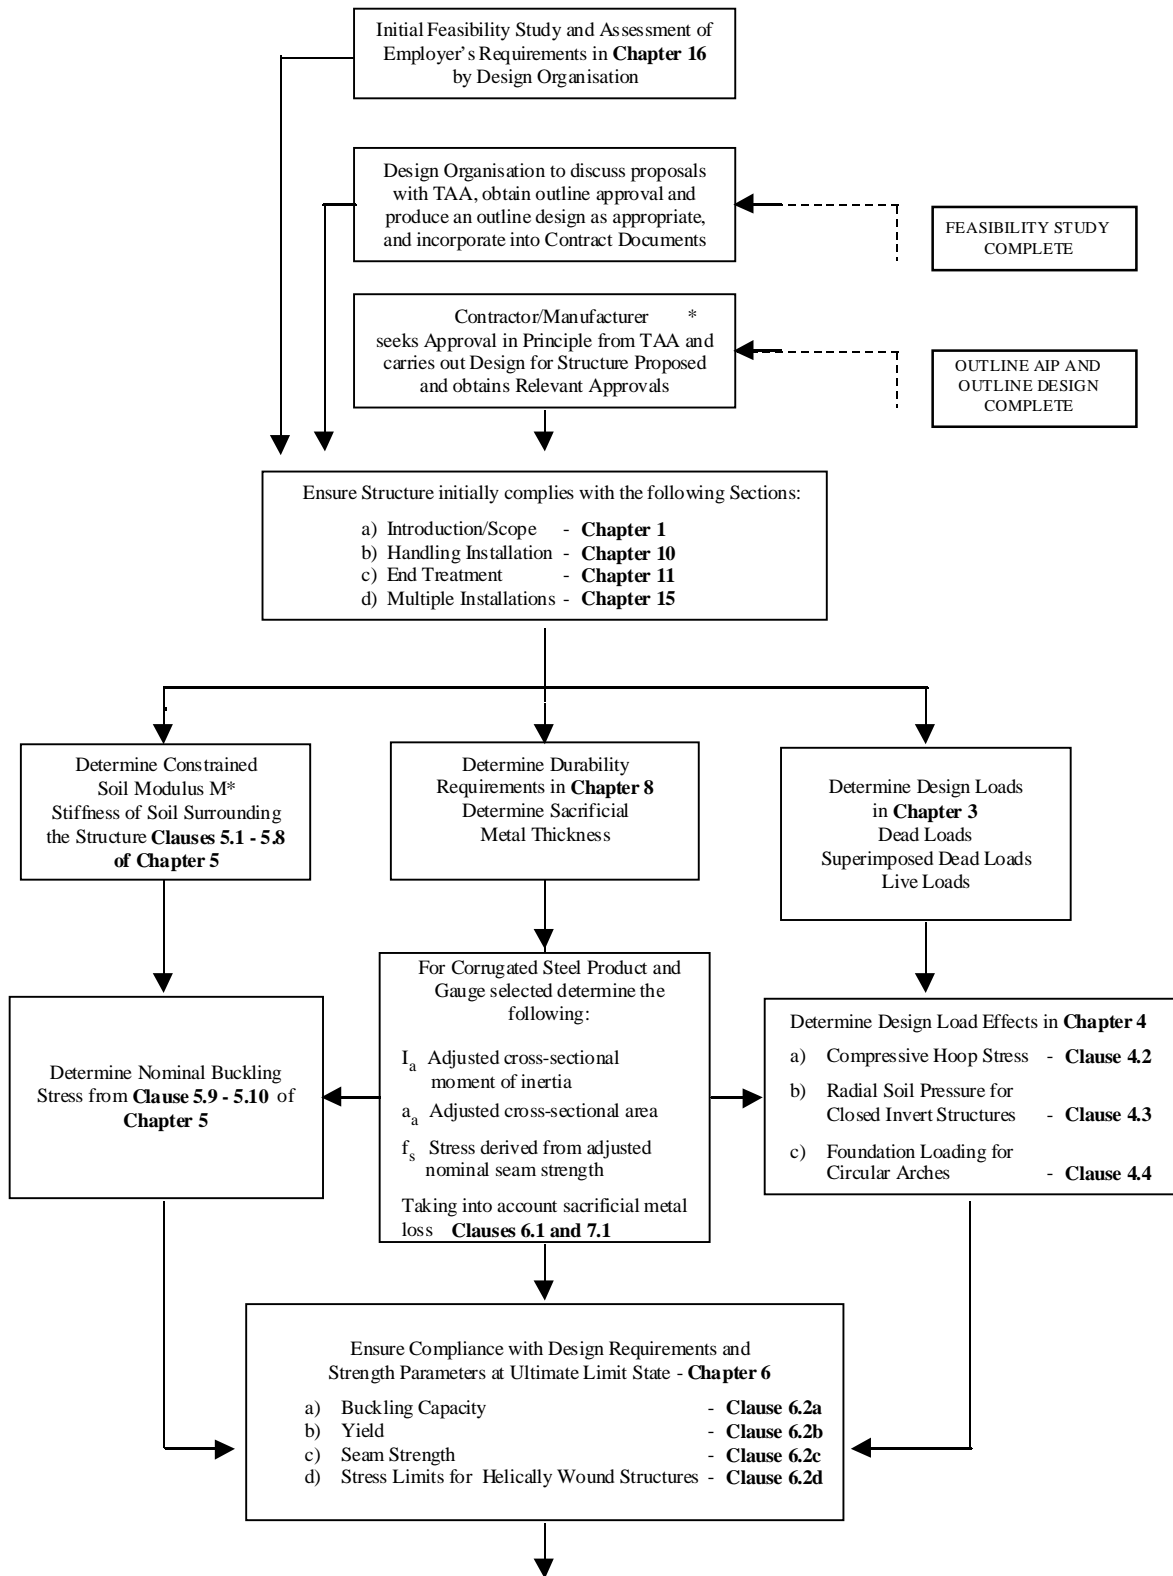 Initial Feasibility Study and Assessment of
Employer's Requirements in Chapter 16
by Design Organisation
Design Organisation to discuss proposals
with TAA, obtain outline approval and
produce an outline design as appropriate,
and incorporate into Contract Documents
FEASIBILITY STUDY
COMPLETE
Contractor/Manufacturer *
seeks Approval in Principle from TAA and
carries out Design for Structure Proposed
and obtains Relevant Approvals
OUTLINE AIP AND
OUTLINE DESIGN
COMPLETE
Ensure Structure initially complies with the following Sections:
a) Introduction/Scope - Chapter 1
b) Handling Installation - Chapter 10
c) End Treatment - Chapter 11
d) Multiple Installations - Chapter 15
Determine Constrained
Soil Modulus M*
Stiffness of Soil Surrounding
the Structure Clauses 5.1 - 5.8
of Chapter 5
Determine Durability
Requirements in Chapter 8
Determine Sacrificial
Metal Thickness
Determine Design Loads
in Chapter 3
Dead Loads
Superimposed Dead Loads
Live Loads
Determine Nominal Buckling
Stress from Clause 5.9 - 5.10 of
Chapter 5
For Corrugated Steel Product and
Gauge selected determine the
following:
Ia Adjusted cross-sectional
moment of inertia
aa Adjusted cross-sectional area
fs Stress derived from adjusted
nominal seam strength
Taking into account sacrificial metal
loss Clauses 6.1 and 7.1
Determine Design Load Effects in Chapter 4
a) Compressive Hoop Stress - Clause 4.2
b) Radial Soil Pressure for
Closed Invert Structures - Clause 4.3
c) Foundation Loading for
Circular Arches - Clause 4.4
Ensure Compliance with Design Requirements and
Strength Parameters at Ultimate Limit State - Chapter 6
a) Buckling Capacity - Clause 6.2a
b) Yield - Clause 6.2b
c) Seam Strength - Clause 6.2c
d) Stress Limits for Helically Wound Structures - Clause 6.2d